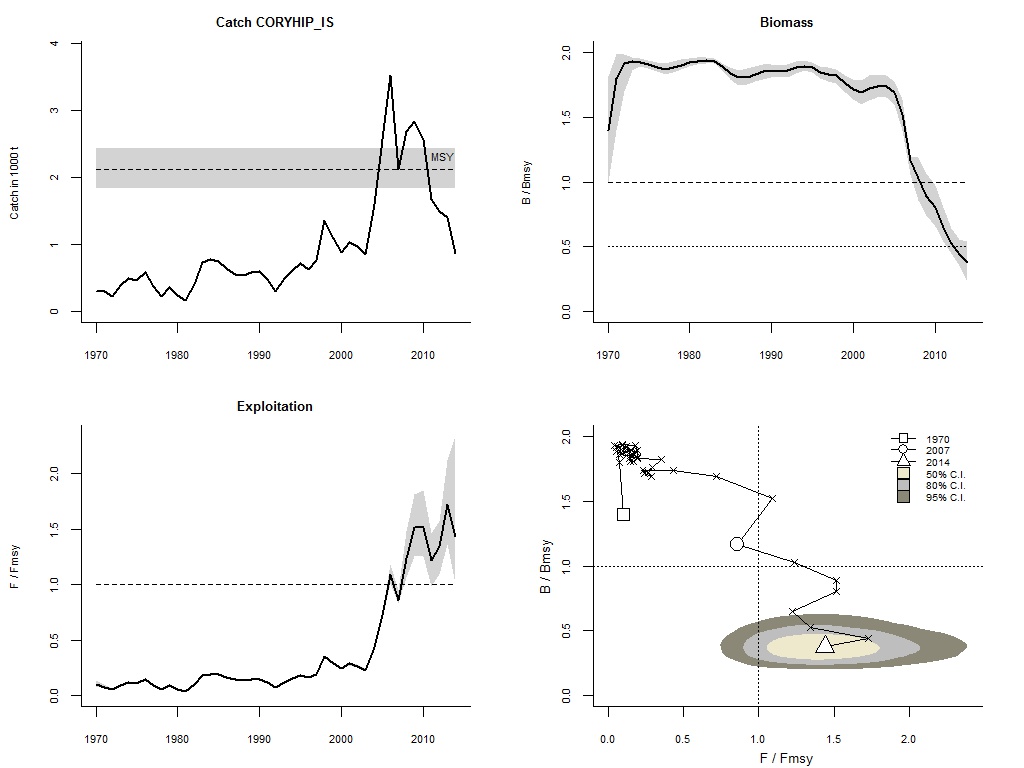 Catch CORYHIP_IS
Catch in 1000 t
4
3
2
1
0
MSY
1970 1980 1990 2000 2010
Biomass
B / Bmsy
2.0
1.5
1.0
0.5
0.0
1970 1980 1990 2000 2010
Exploitation
F / Fmsy
2.0
1.5
1.0
0.5
0.0
1970 1980 1990 2000 2010
B / Bmsy
2.0
1.5
1.0
0.5
0.0
1970
2007
2014
50% C.I.
80% C.I.
95% C.I.
0.0 0.5 1.0 1.5 2.0
F / Fmsy